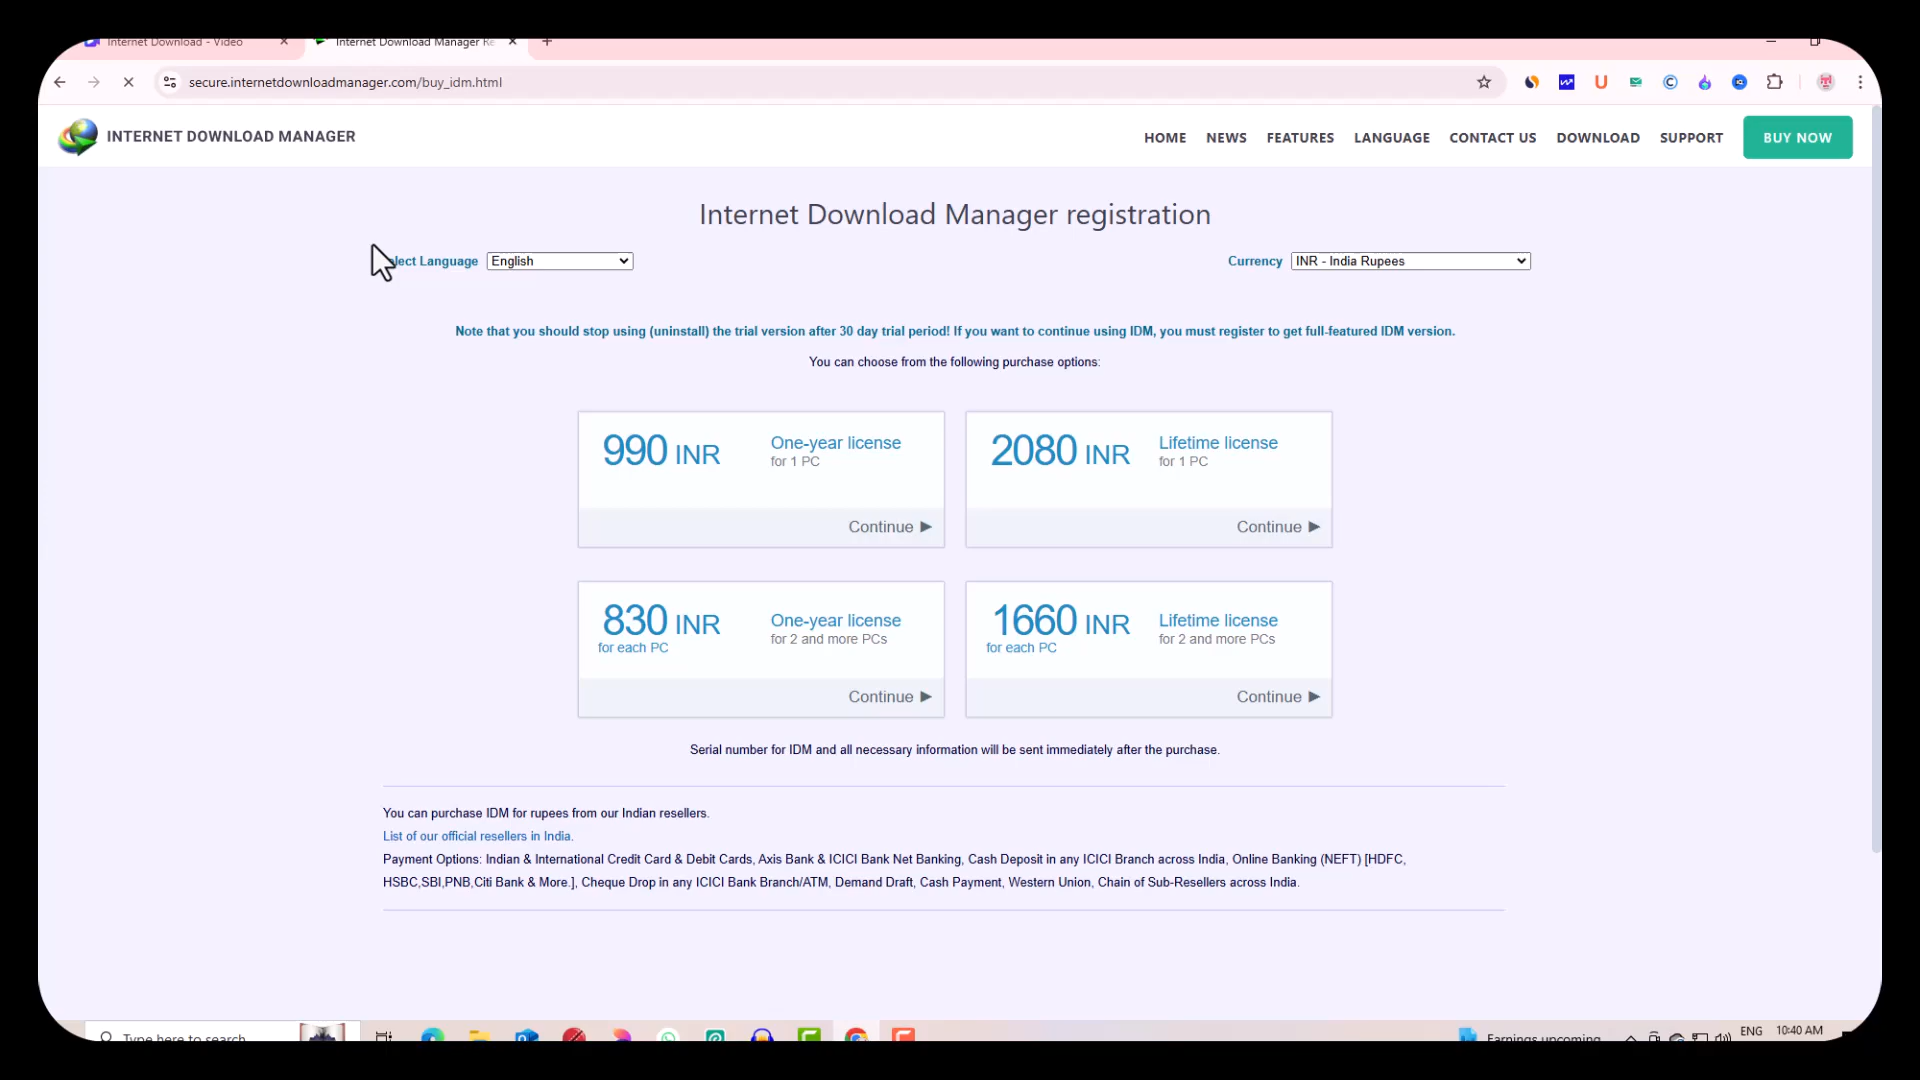 Internet Download - Video
Internet Download Manager Re
secure.internetdownloadmanager.com/buy_idm.html
INTERNET DOWNLOAD MANAGER
HOME NEWS FEATURES LANGUAGE CONTACT US DOWNLOAD SUPPORT BUY NOW
Internet Download Manager registration
lect Language English
Currency INR - India Rupees
Note that you should stop using (uninstall) the trial version after 30 day trial period! If you want to continue using IDM, you must register to get full-featured IDM version.
You can choose from the following purchase options:
990 INR One-year license
for 1 PC
Continue ▶
2080 INR Lifetime license
for 1 PC
Continue ▶
830 INR One-year license
for each PC for 2 and more PCs
Continue ▶
1660 INR Lifetime license
for each PC for 2 and more PCs
Continue ▶
Serial number for IDM and all necessary information will be sent immediately after the purchase.
You can purchase IDM for rupees from our Indian resellers.
List of our official resellers in India.
Payment Options: Indian & International Credit Card & Debit Cards, Axis Bank & ICICI Bank Net Banking, Cash Deposit in any ICICI Branch across India, Online Banking (NEFT) [HDFC,
HSBC,SBI,PNB,Citi Bank & More.], Cheque Drop in any ICICI Bank Branch/ATM, Demand Draft, Cash Payment, Western Union, Chain of Sub-Resellers across India.
Type here to search
Earnings upcoming
ENG
10:40 AM